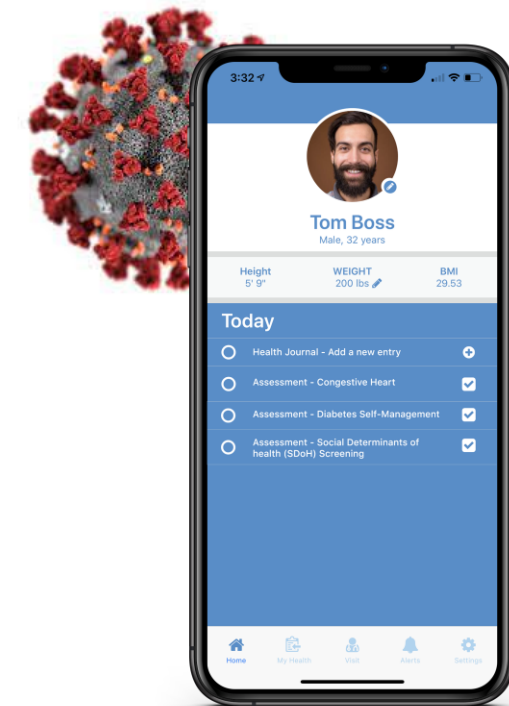 3:32
Tom Boss
Male, 32 years
Height WEIGHT BMI
5' 9" 200 lbs 29.53
Today
Health Journal - Add a new entry
Assessment - Congestive Heart
Assessment - Diabetes Self-Management
Assessment - Social Determinants of
health (SDoH) Screening
Home My Health Visit Alerts Settings